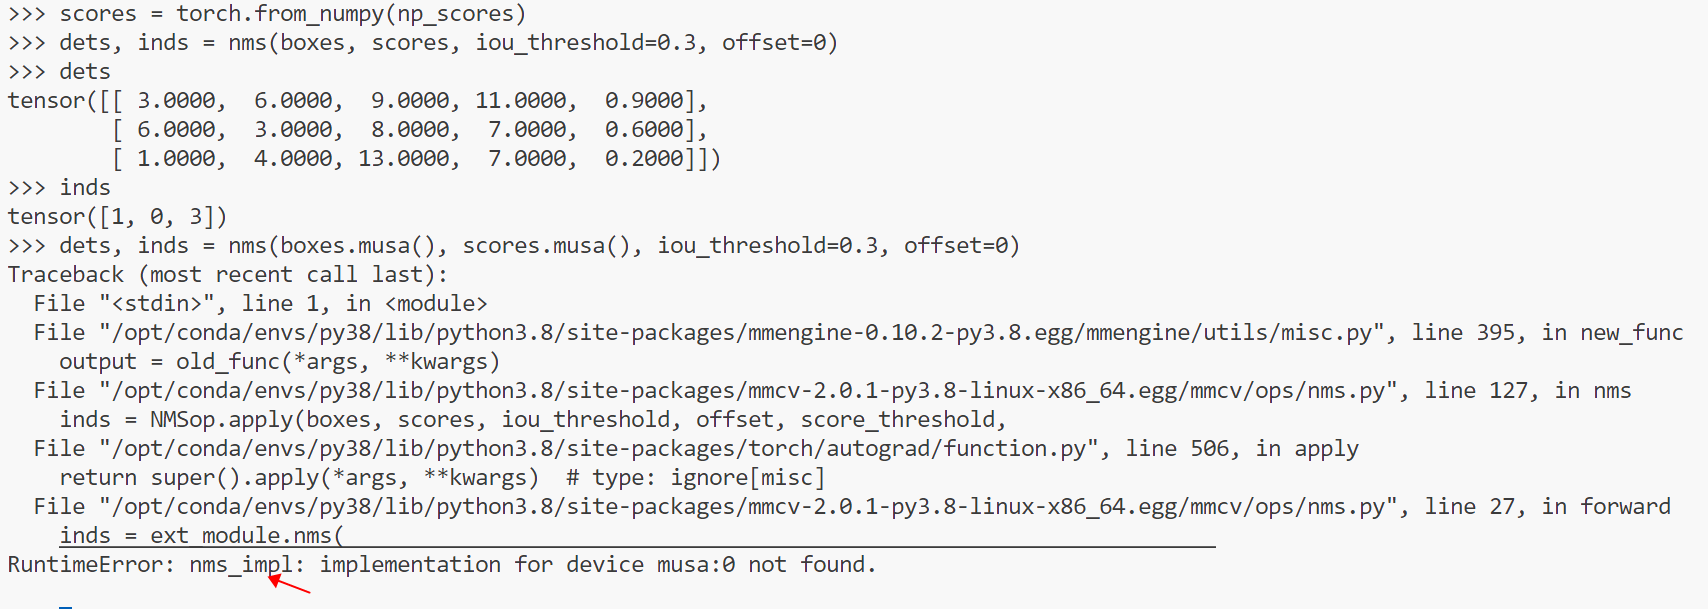 >>> scores = torch.from_numpy(np_scores)
>>> dets, inds = nms(boxes, scores, iou_threshold=0.3, offset=0)
>>> dets
tensor([[ 3.0000,  6.0000,  9.0000, 11.0000,  0.9000],
        [ 6.0000,  3.0000,  8.0000,  7.0000,  0.6000],
        [ 1.0000,  4.0000, 13.0000,  7.0000,  0.2000]])
>>> inds
tensor([1, 0, 3])
>>> dets, inds = nms(boxes.musa(), scores.musa(), iou_threshold=0.3, offset=0)
Traceback (most recent call last):
  File "<stdin>", line 1, in <module>
  File "/opt/conda/envs/py38/lib/python3.8/site-packages/mmengine-0.10.2-py3.8.egg/mmengine/utils/misc.py", line 395, in new_func
    output = old_func(*args, **kwargs)
  File "/opt/conda/envs/py38/lib/python3.8/site-packages/mmcv-2.0.1-py3.8-linux-x86_64.egg/mmcv/ops/nms.py", line 127, in nms
    inds = NMSop.apply(boxes, scores, iou_threshold, offset, score_threshold,
  File "/opt/conda/envs/py38/lib/python3.8/site-packages/torch/autograd/function.py", line 506, in apply
    return super().apply(*args, **kwargs)  # type: ignore[misc]
  File "/opt/conda/envs/py38/lib/python3.8/site-packages/mmcv-2.0.1-py3.8-linux-x86_64.egg/mmcv/ops/nms.py", line 27, in forward
    inds = ext_module.nms(
RuntimeError: nms_impl: implementation for device musa:0 not found.